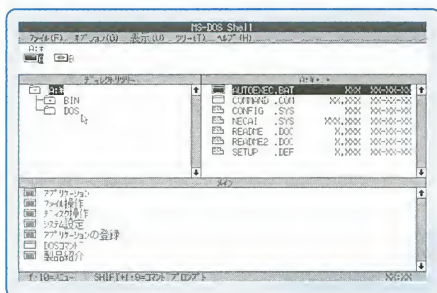 MS-DOS Shell
ファイル(F) オプション(O) 表示(U) ツリー(T) ヘルプ(H)
A:¥
A B
ディレクトリツリー
A:¥*.*
A:¥
BIN
DOS
AUTOEXEC.BAT X,XXX XX-XX-XX
COMMAND .COM XX,XXX XX-XX-XX
CONFIG .SYS XXX XX-XX-XX
NECAI .SYS XXX,XXX XX-XX-XX
README .DOC X,XXX XX-XX-XX
README2 .DOC X,XXX XX-XX-XX
SETUP .DEF X,XXX XX-XX-XX
メイン
アプリケーション
ファイル操作
ディスク操作
システム設定
アプリケーションの登録
DOSコマンド
製品紹介
f･10=メニュー SHIFT+f･9=コマンド プロンプト XX:XX